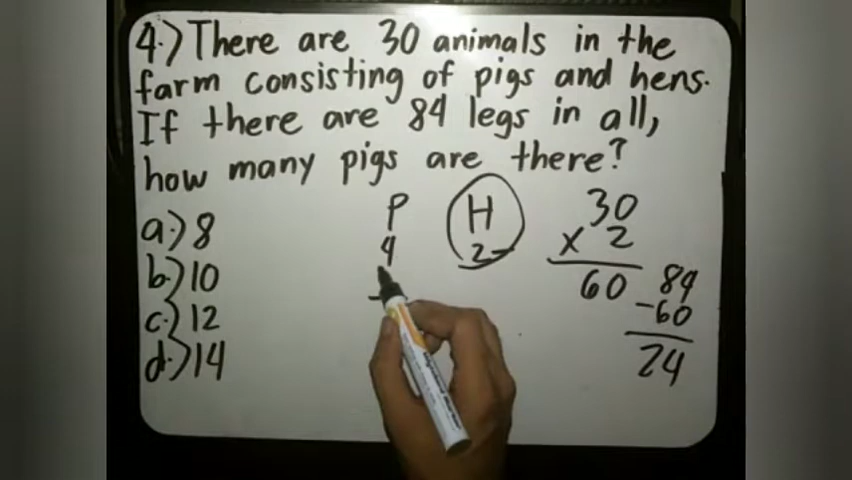 4.) There are 30 animals in the
farm consisting of pigs and hens.
If there are 84 legs in all,
how many pigs are there?
a.) 8
b.) 10
c.) 12
d.) 14
P H
4 2
30
x 2
60
84
-60
24